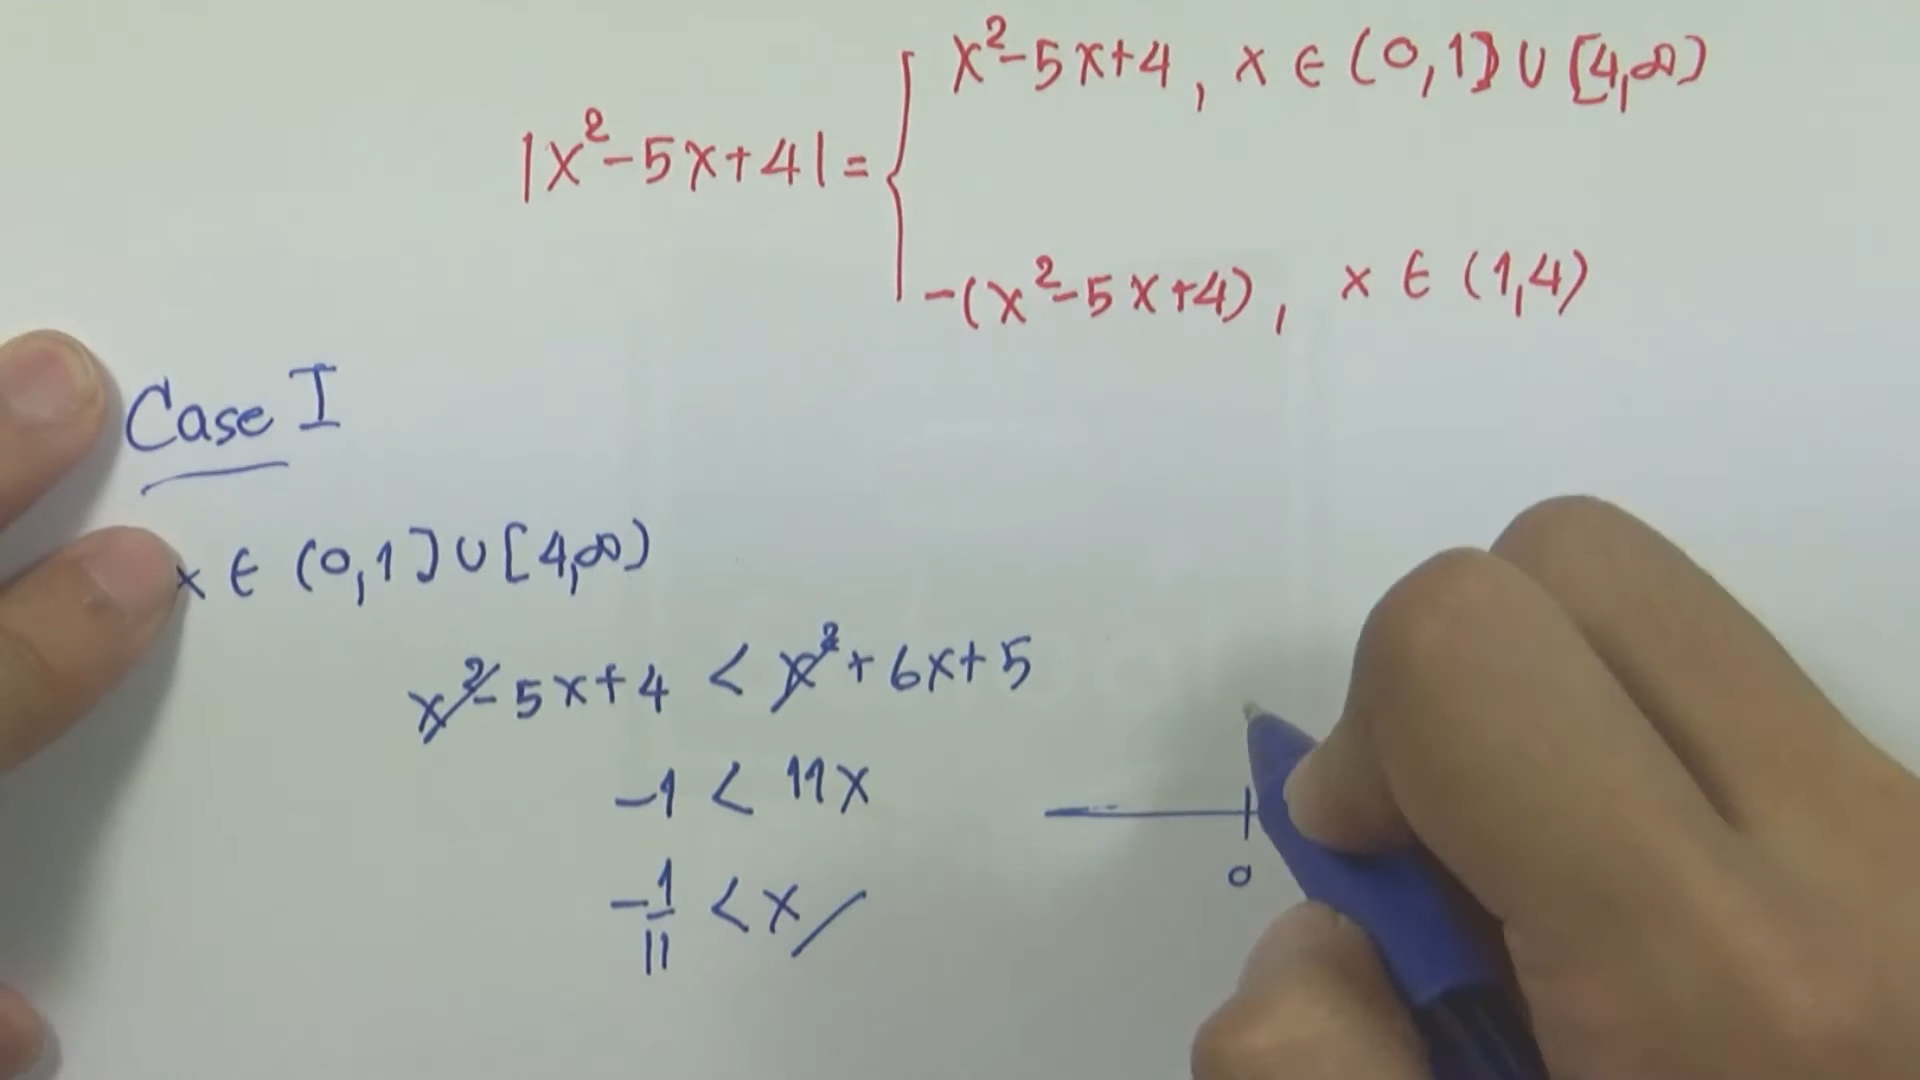 x²-5x+4, x ∈ (0,1] ∪ [4,∞)
|x²-5x+4| =
-(x²-5x+4), x ∈ (1,4)
Case I
x ∈ (0,1] ∪ [4,∞)
x²-5x+4 < x²+6x+5
-1 < 11x
-1/11 < x
0